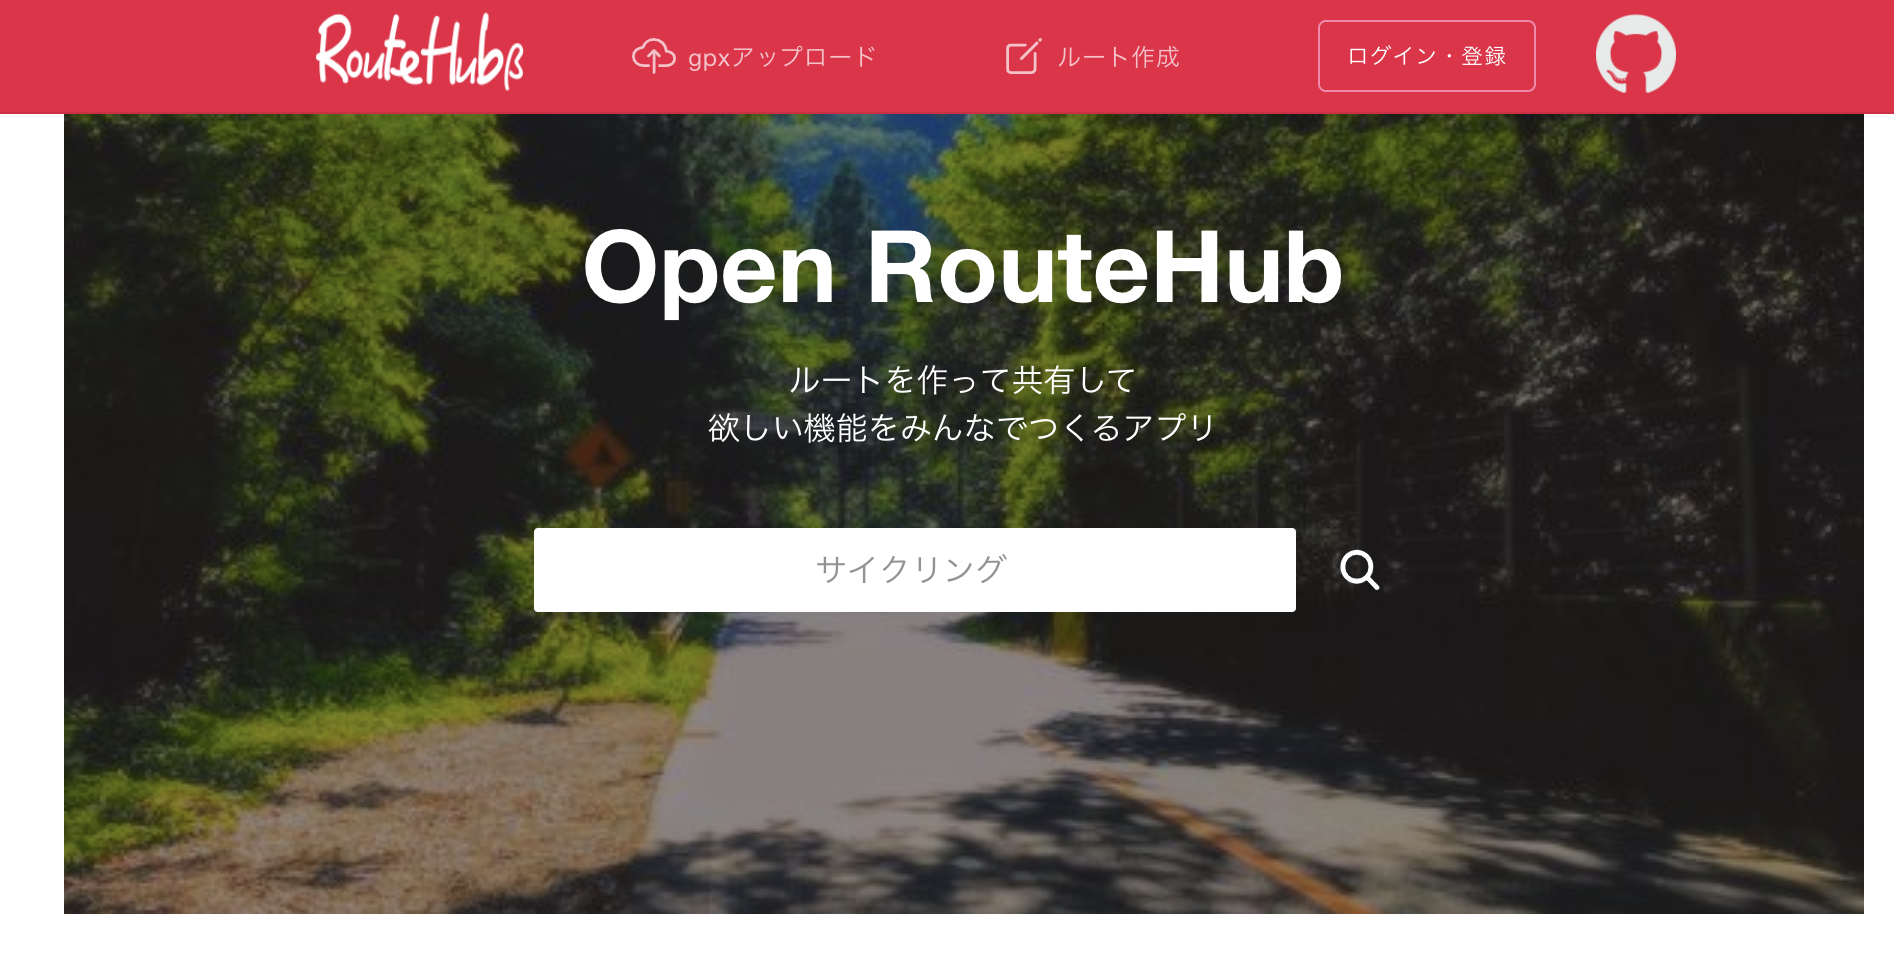 RouteHubβ
gpxアップロード
ルート作成
ログイン・登録
Open RouteHub
ルートを作って共有して
欲しい機能をみんなでつくるアプリ
サイクリング